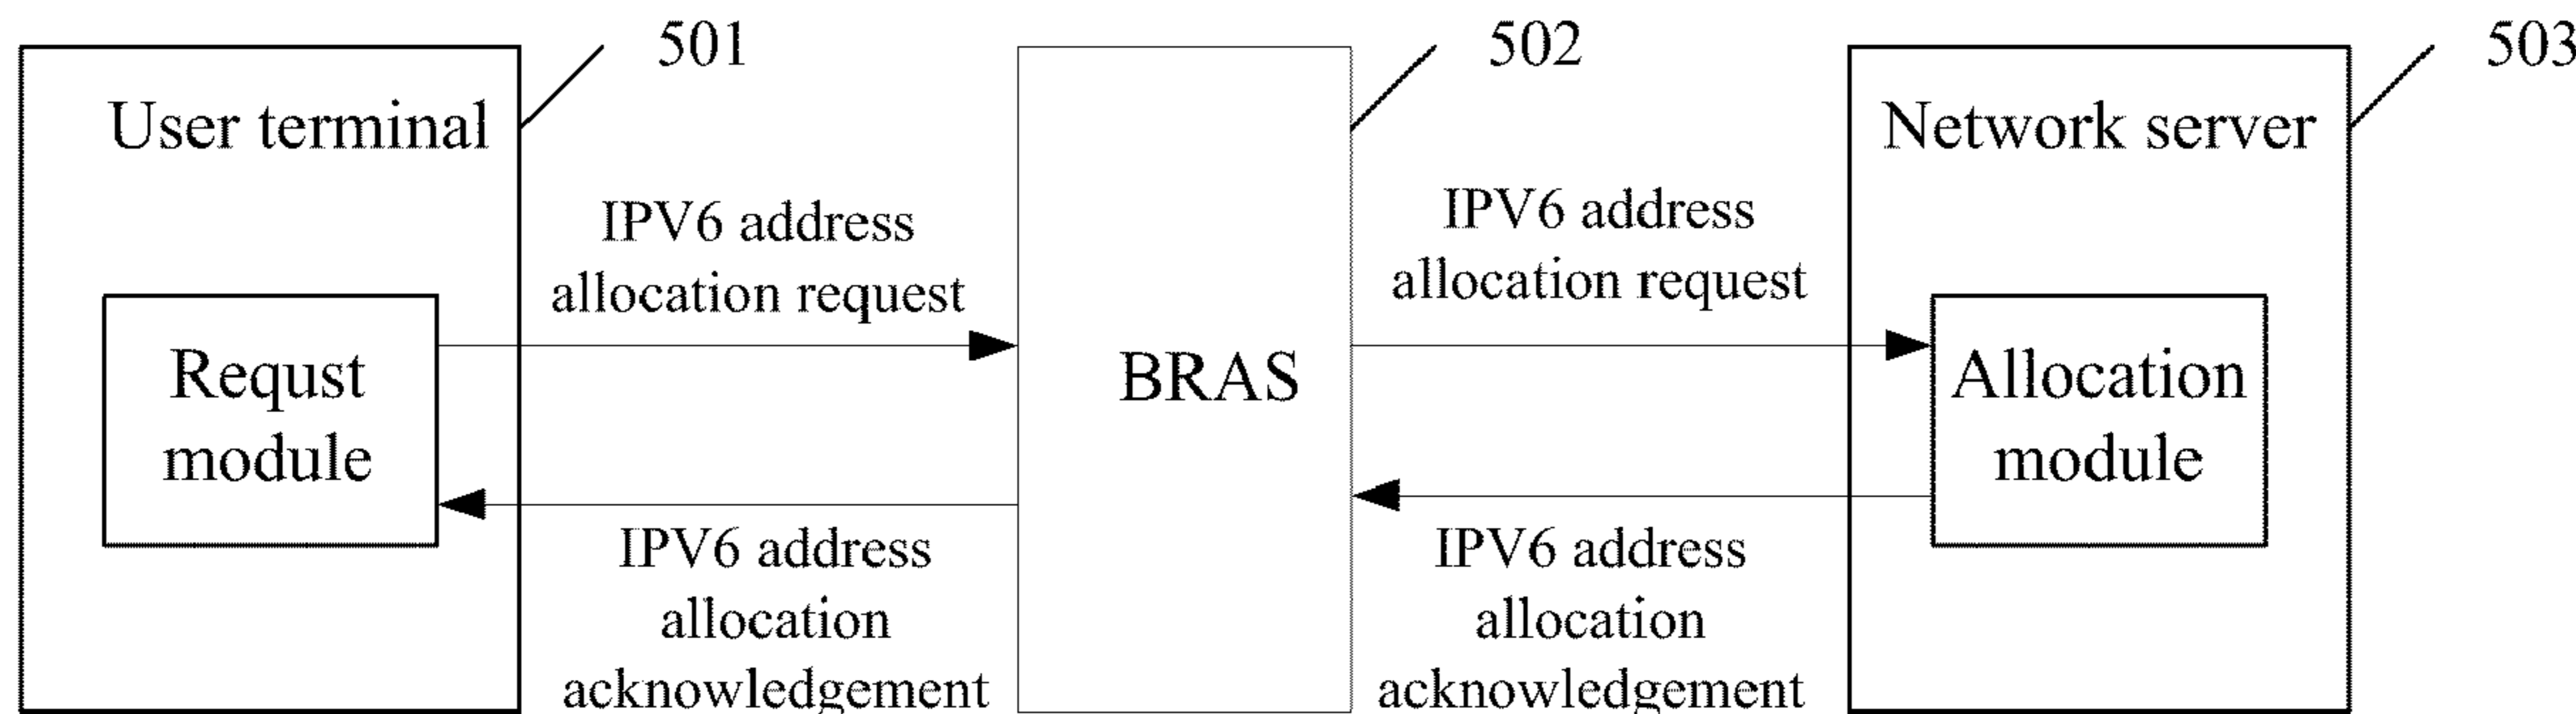 501
502
503
User terminal
Network server
IPV6 address
allocation request
IPV6 address
allocation request
Requst
module
BRAS
Allocation
module
IPV6 address
allocation
acknowledgement
IPV6 address
allocation
acknowledgement